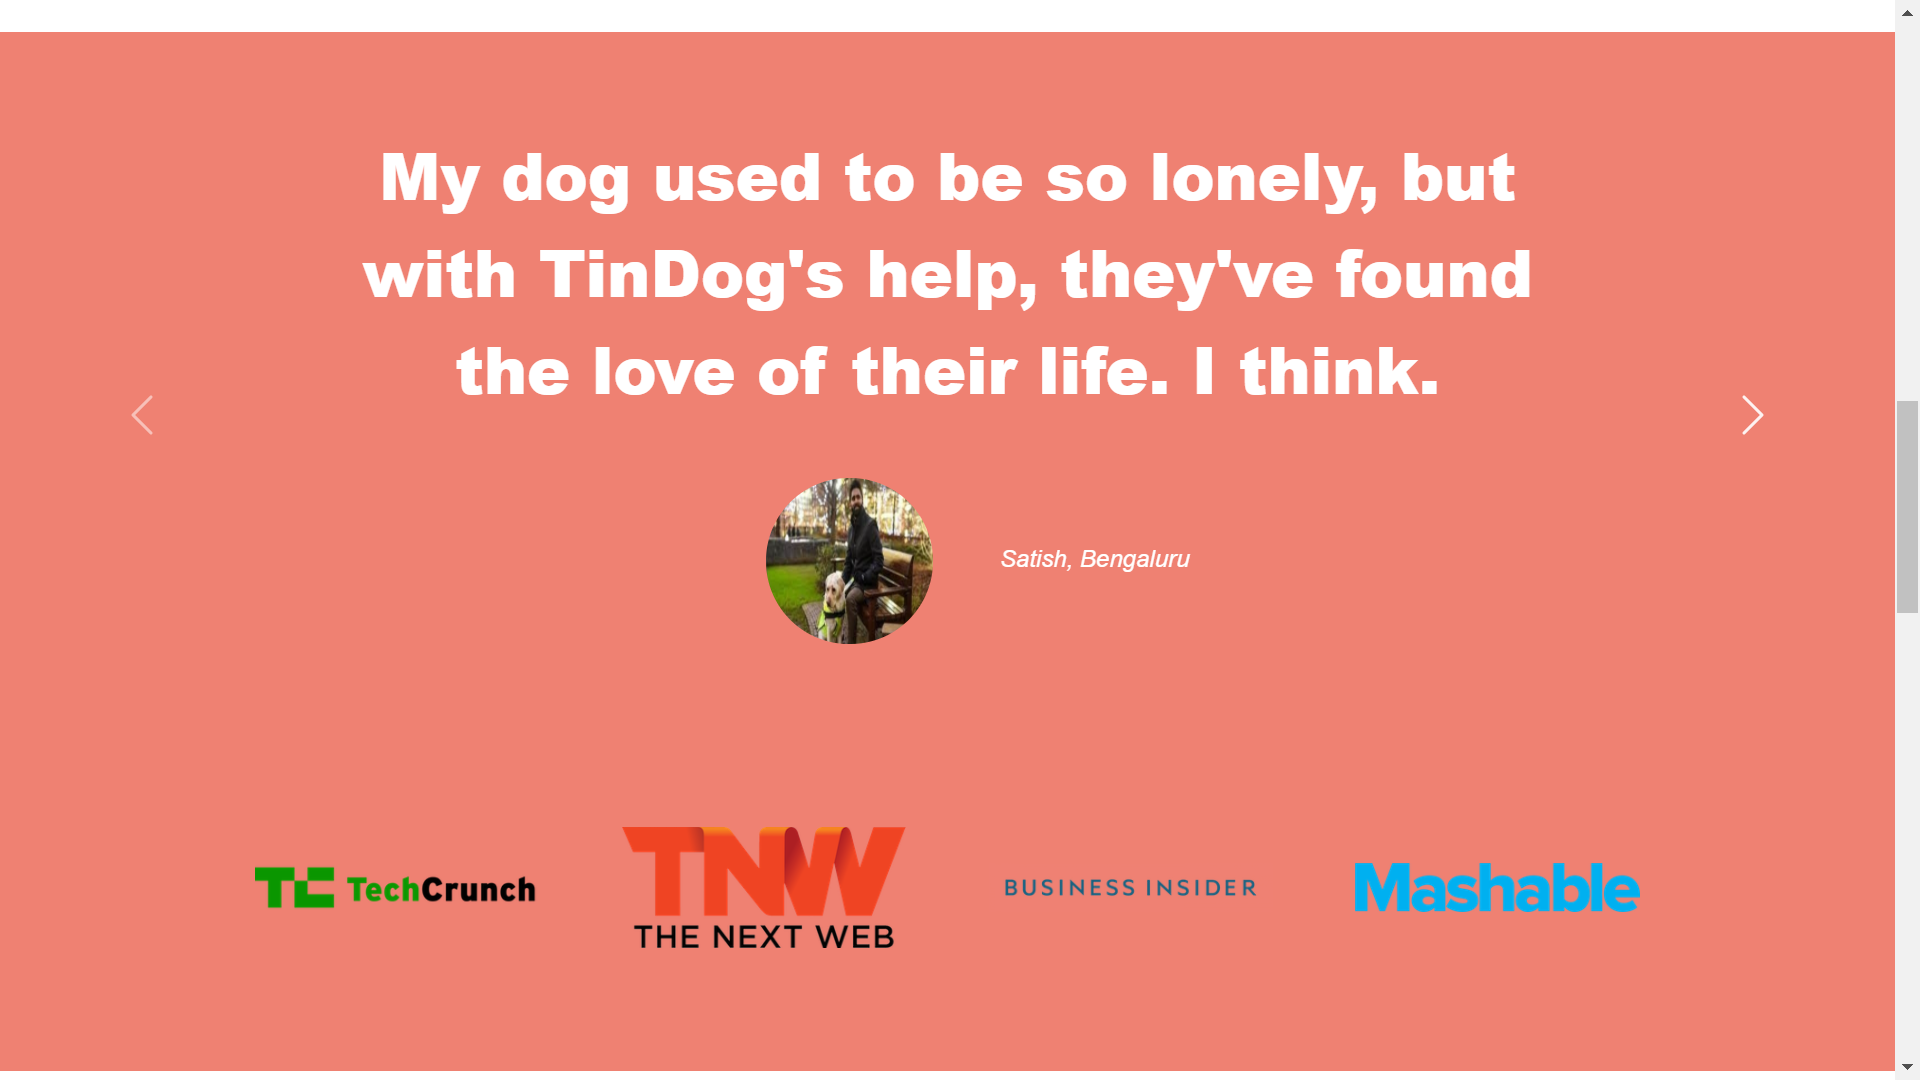 My dog used to be so lonely, but
with TinDog's help, they've found
the love of their life. I think.
Satish, Bengaluru
TC TechCrunch
TNW
THE NEXT WEB
BUSINESS INSIDER
Mashable